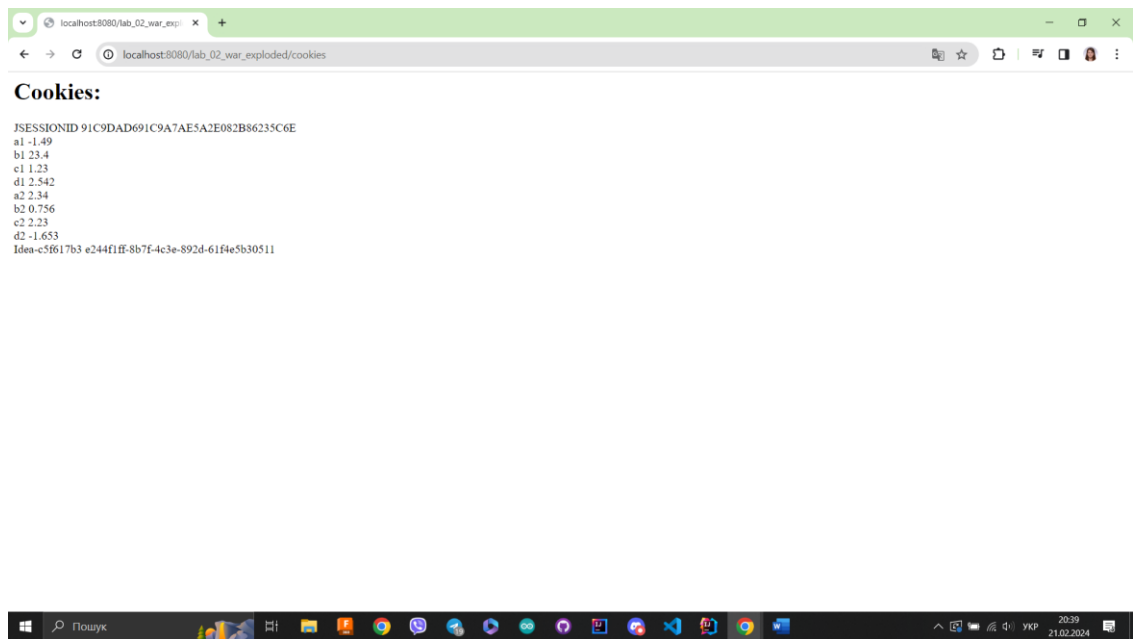 localhost:8080/lab_02_war_expl
localhost:8080/lab_02_war_exploded/cookies
Cookies:
JSESSIONID 91C9DAD691C9A7AE5A2E082B86235C6E
a1 -1.49
b1 23.4
c1 1.23
d1 2.542
a2 2.34
b2 0.756
c2 2.23
d2 -1.653
Idea-c5f617b3 e244f1ff-8b7f-4c3e-892d-61f4e5b30511
Пошук
УКР
20:39
21.02.2024